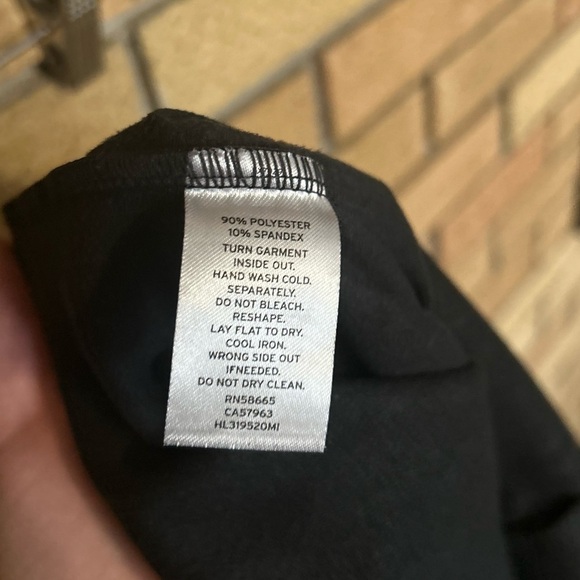 90% POLYESTER
10% SPANDEX
TURN GARMENT
INSIDE OUT.
HAND WASH COLD.
SEPARATELY.
DO NOT BLEACH.
RESHAPE.
LAY FLAT TO DRY.
COOL IRON.
WRONG SIDE OUT
IFNEEDED.
DO NOT DRY CLEAN.
RN58665
CA57963
HL319520MI